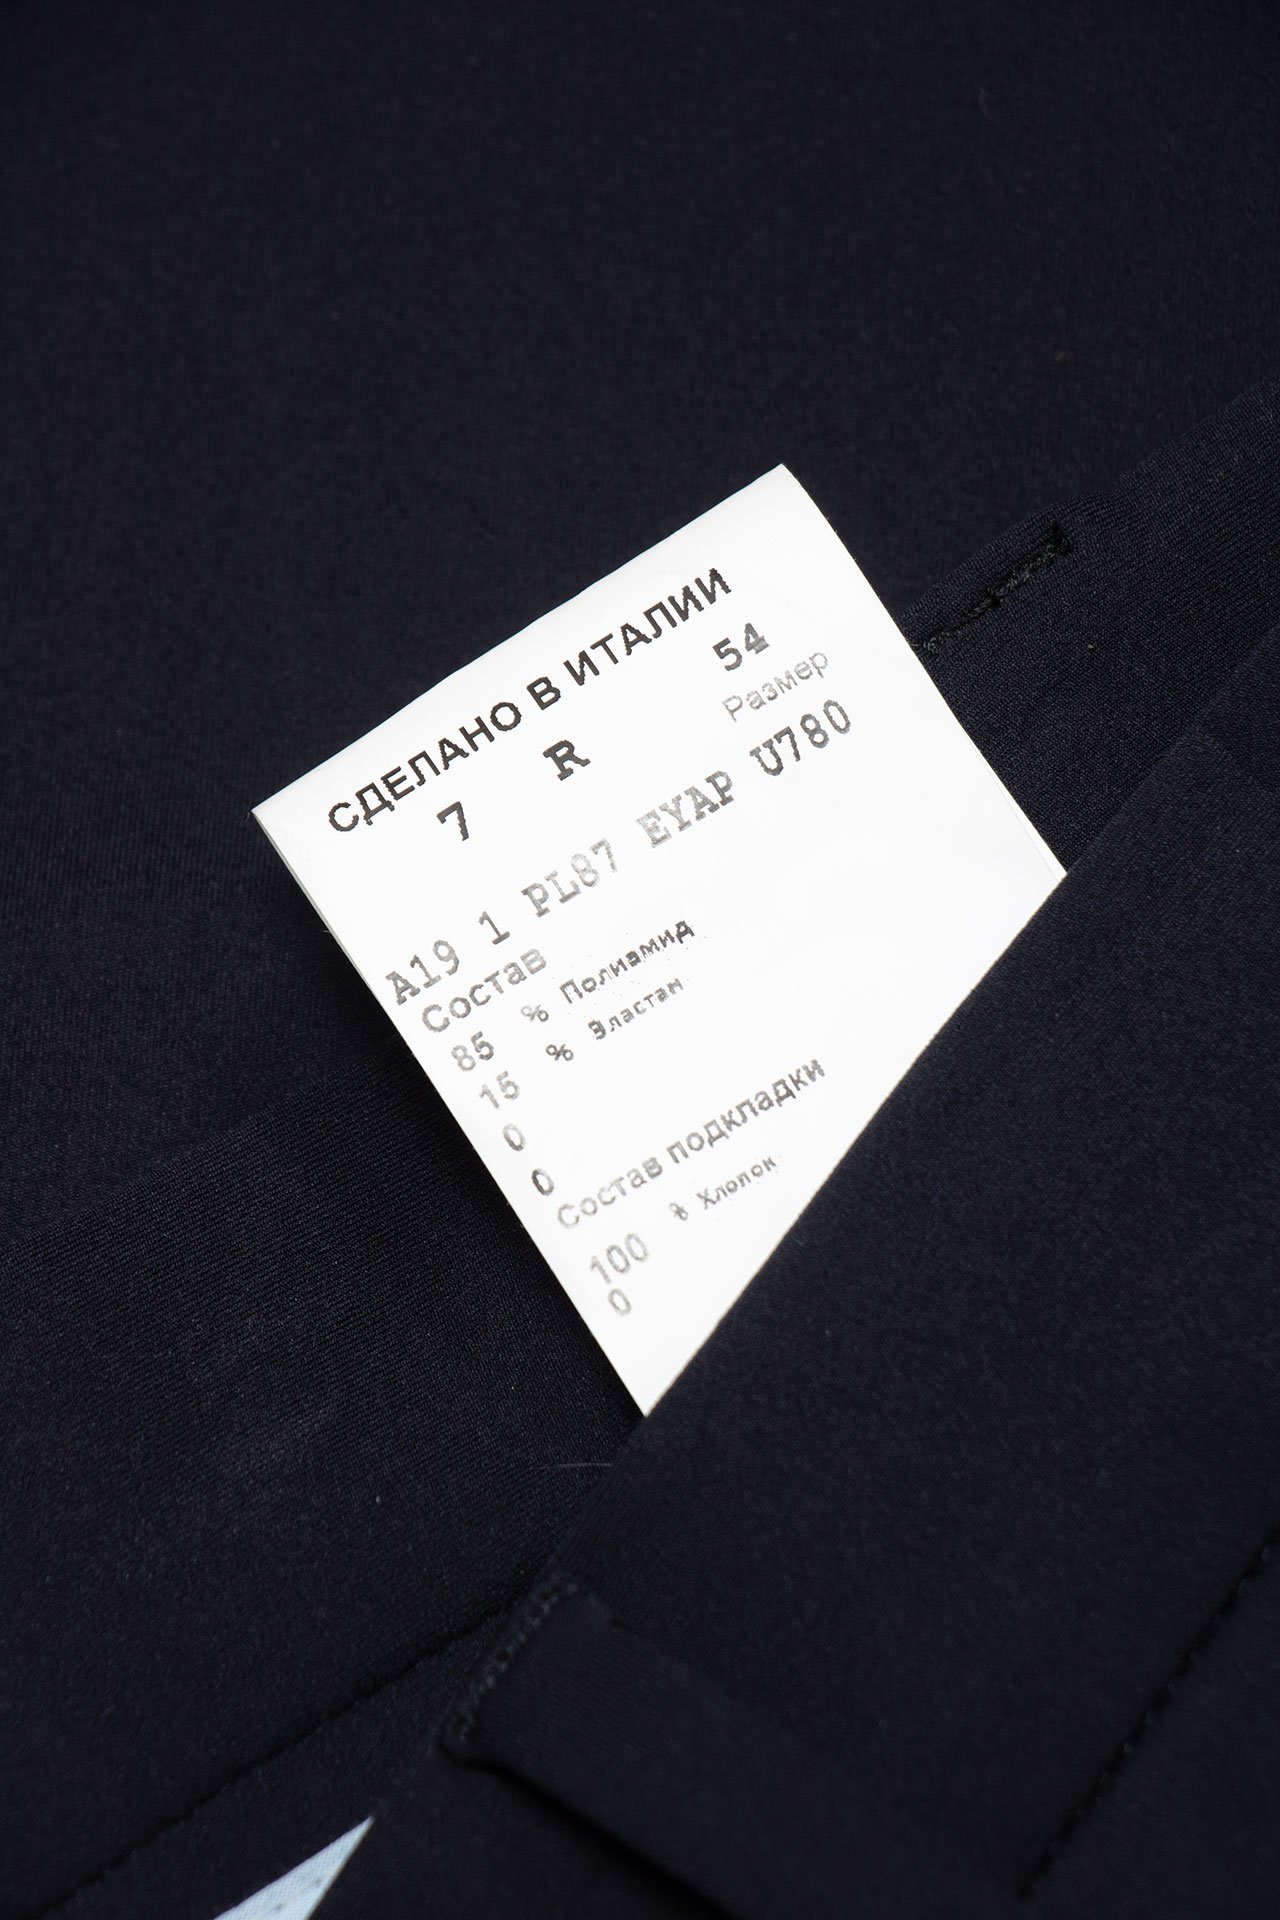 СДЕЛАНО В ИТАЛИИ
7 R 54
Размер
A19 1 PL87 EYAP U780
Состав
85 % Полиамид
15 % Эластан
0
0
Состав подкладки
100 % Хлопок
0